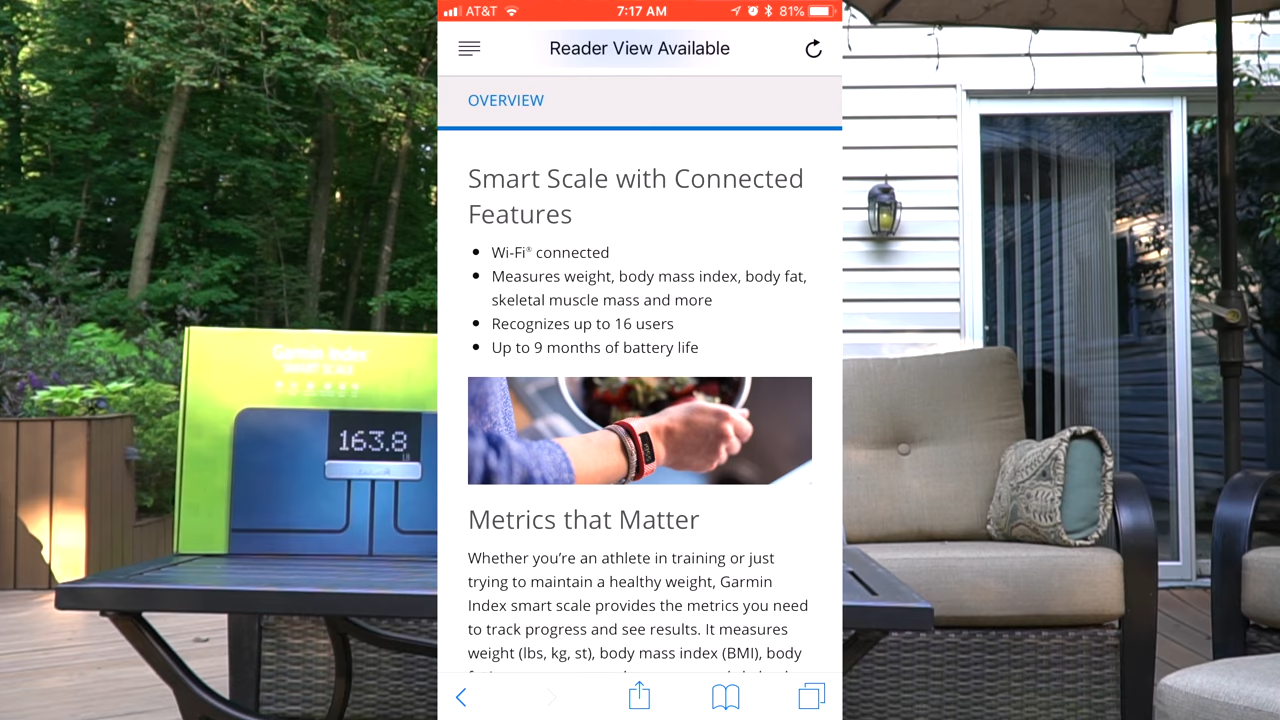 AT&T
7:17 AM
81%
Reader View Available
OVERVIEW
Smart Scale with Connected
Features
Wi-Fi® connected
Measures weight, body mass index, body fat,
skeletal muscle mass and more
Recognizes up to 16 users
Up to 9 months of battery life
Metrics that Matter
Whether you’re an athlete in training or just
trying to maintain a healthy weight, Garmin
Index smart scale provides the metrics you need
to track progress and see results. It measures
weight (lbs, kg, st), body mass index (BMI), body
Garmin Index
SMART SCALE
163.8